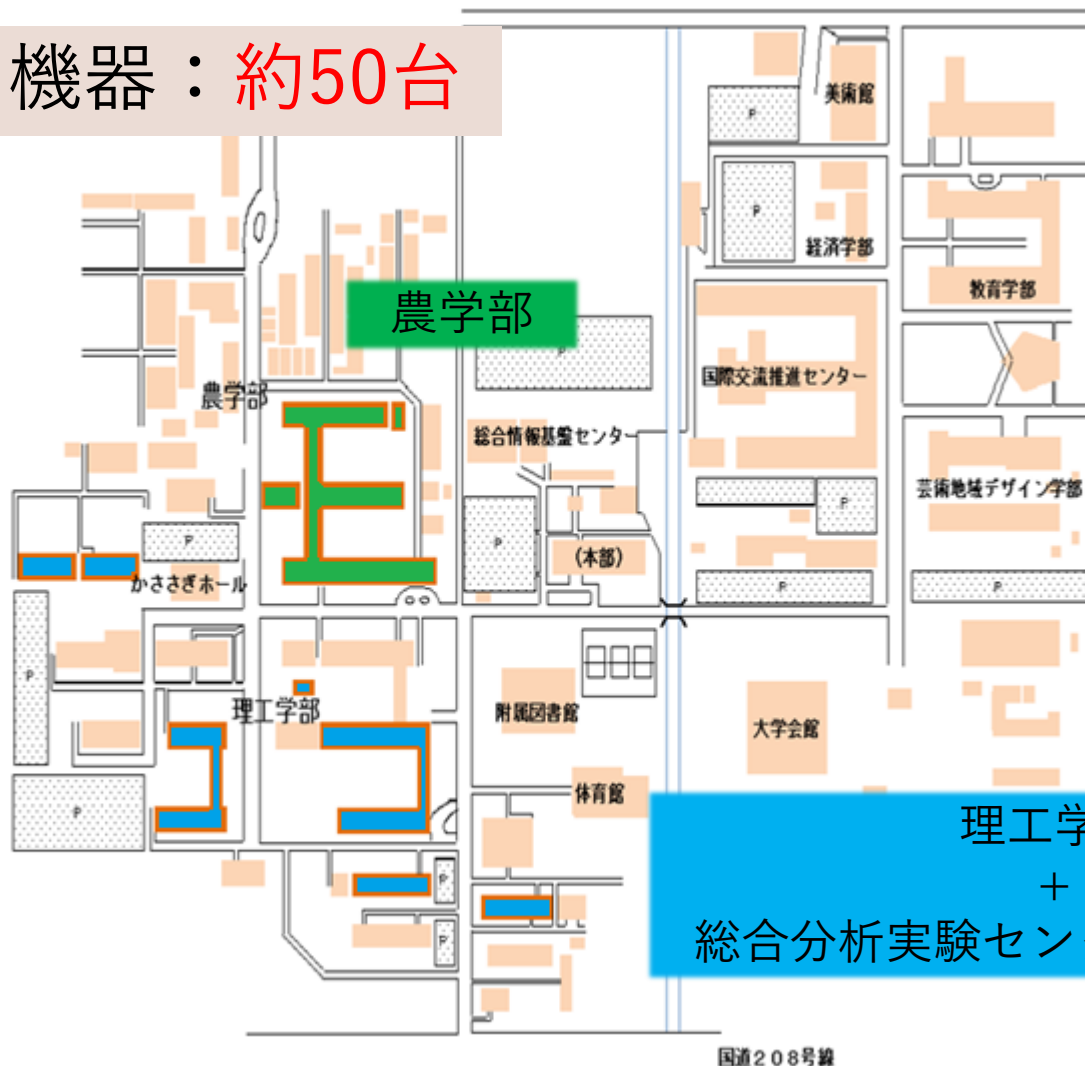 機器：約50台
美術館
P
P
経済学部
教育学部
農学部
P
国際交流推進センター
農学部
総合情報基盤センター
芸術地域デザイン学部
P
P
P
(本部)
かささぎホール
P
P
P
理工学部
附属図書館
大学会館
体育館
P
理工学
+
総合分析実験セン
P
P
国道208号線